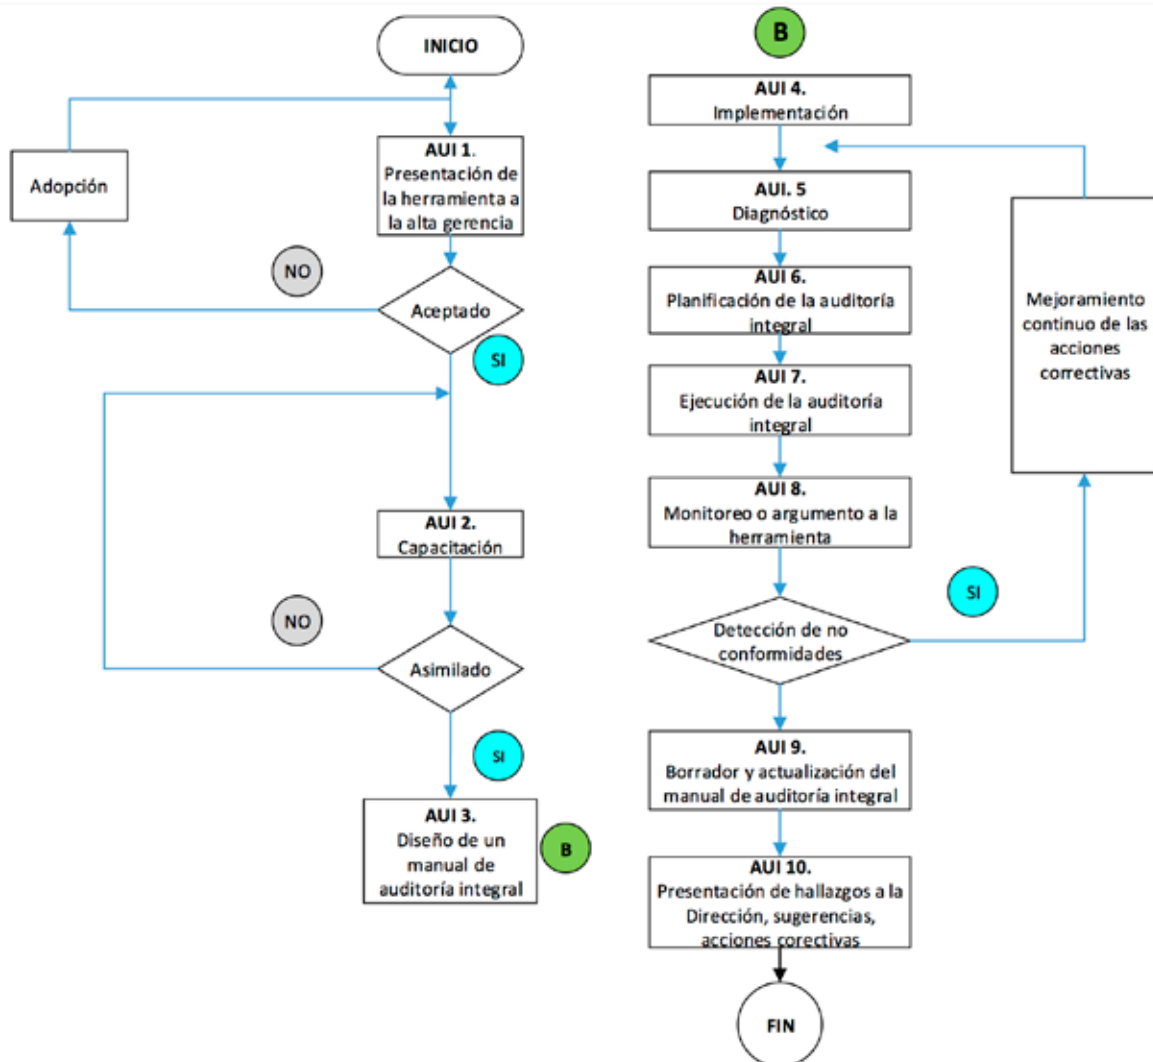 INICIO
AUI 1.
Presentación de
la herramienta a
la alta gerencia
Adopción
NO
Aceptado
SI
AUI 2.
Capacitación
NO
Asimilado
SI
AUI 3.
Diseño de un
manual de
auditoría integral
B
B
AUI 4.
Implementación
AUI. 5
Diagnóstico
AUI 6.
Planificación de la auditoría
integral
Mejoramiento
continuo de las
acciones
correctivas
AUI 7.
Ejecución de la auditoría
integral
AUI 8.
Monitoreo o argumento a la
herramienta
SI
Detección de no
conformidades
AUI 9.
Borrador y actualización del
manual de auditoría integral
AUI 10.
Presentación de hallazgos a la
Dirección, sugerencias,
acciones corectivas
FIN